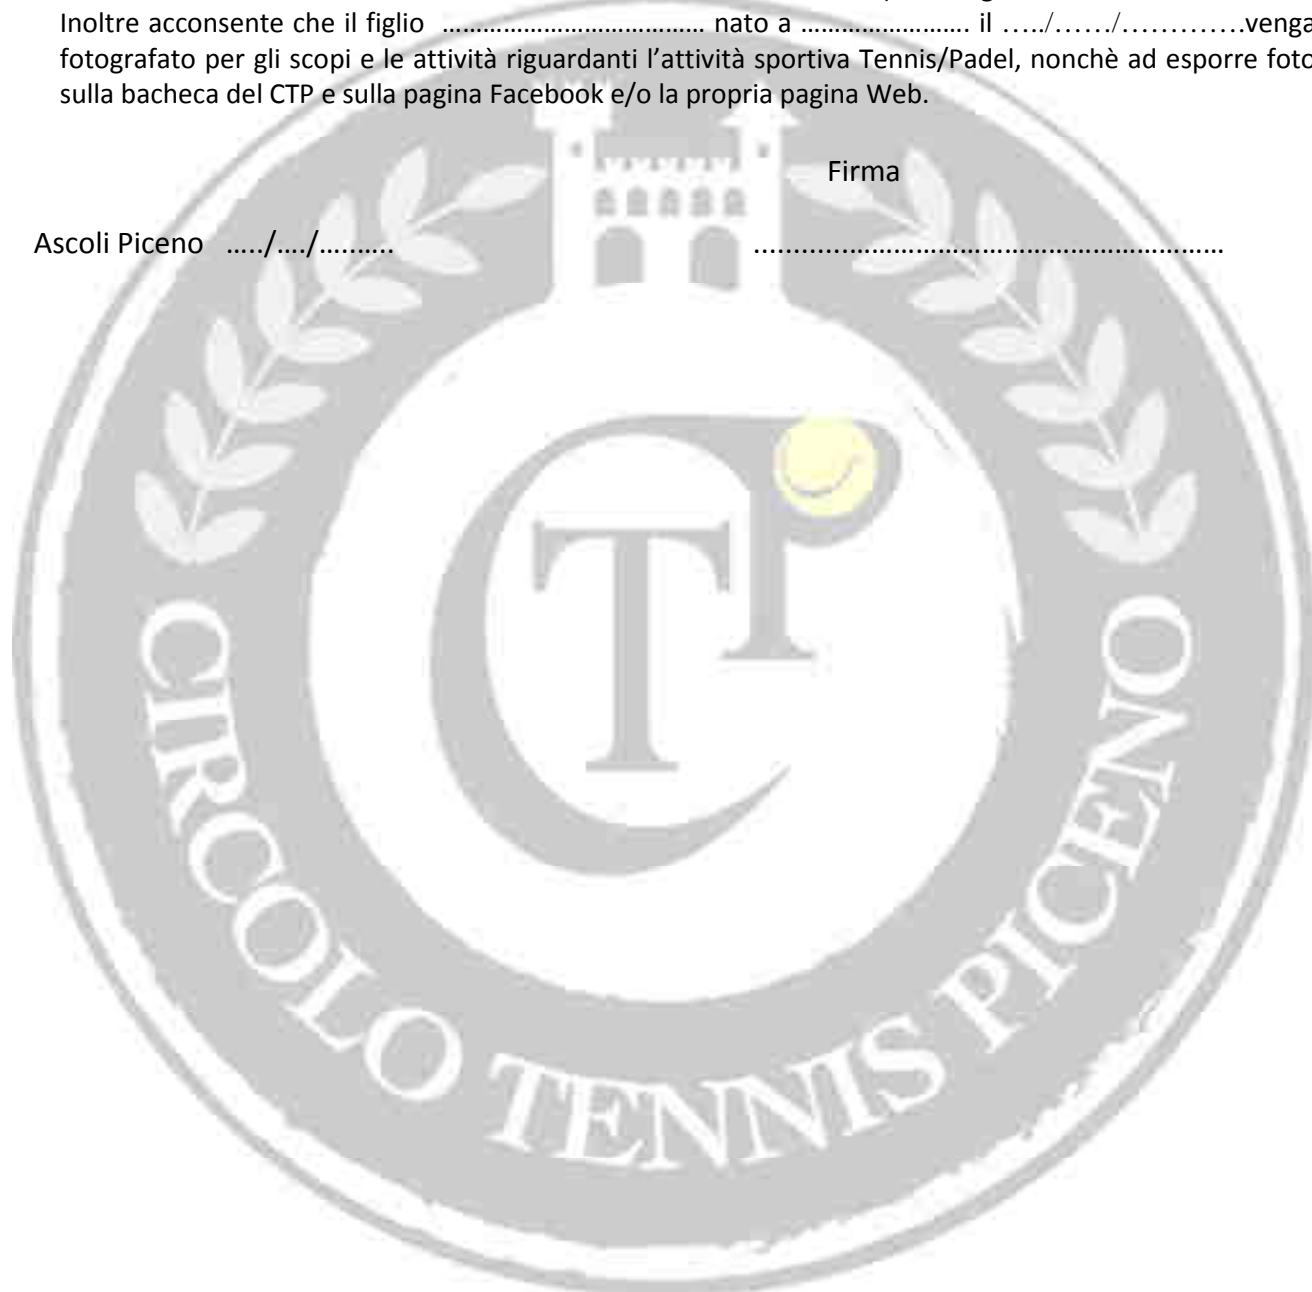 Inoltre acconsente che il figlio ……………………………… nato a ………………….. il …../……/………….venga
fotografato per gli scopi e le attività riguardanti l’attività sportiva Tennis/Padel, nonchè ad esporre foto
sulla bacheca del CTP e sulla pagina Facebook e/o la propria pagina Web.
Firma
Ascoli Piceno …../…./………. ……………………………………………………
CTP
CIRCOLO TENNIS PICENO